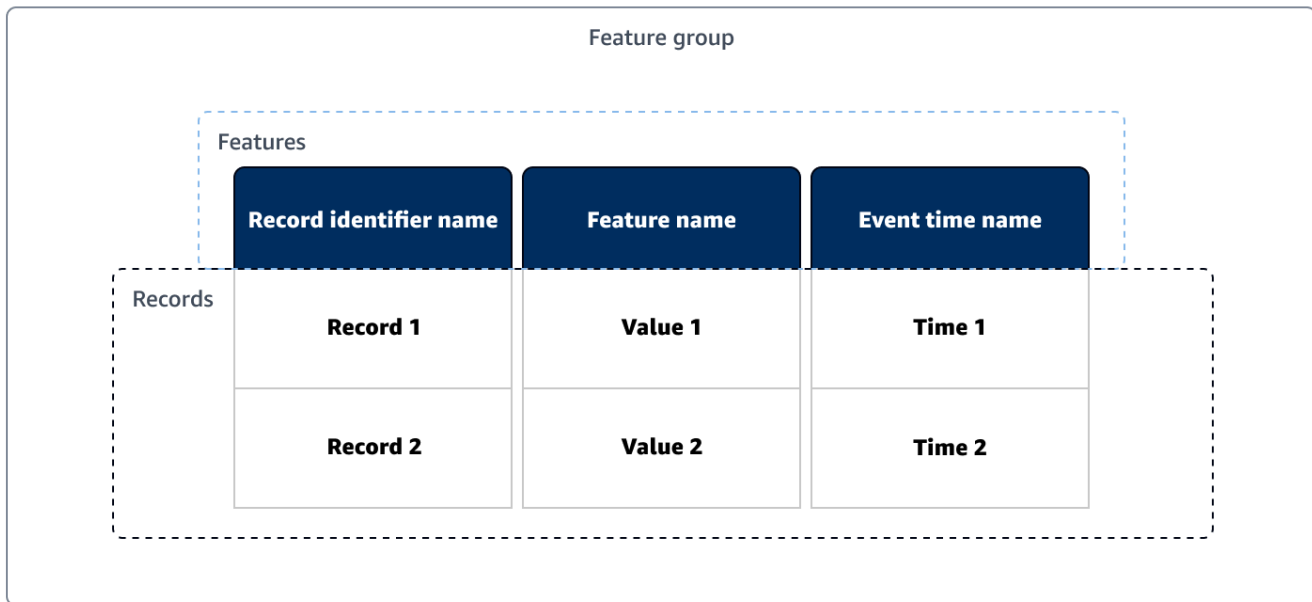 Feature group
Features
Record identifier name
Feature name
Event time name
Records
Record 1
Value 1
Time 1
Record 2
Value 2
Time 2